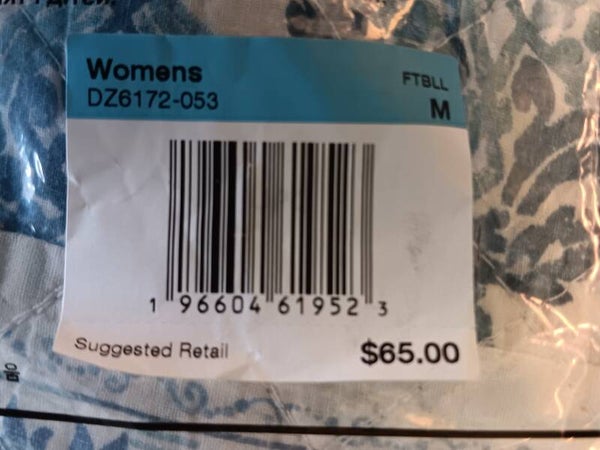 Womens
FTBLL
DZ6172-053
M
1 96604 61952 3
Suggested Retail
$65.00